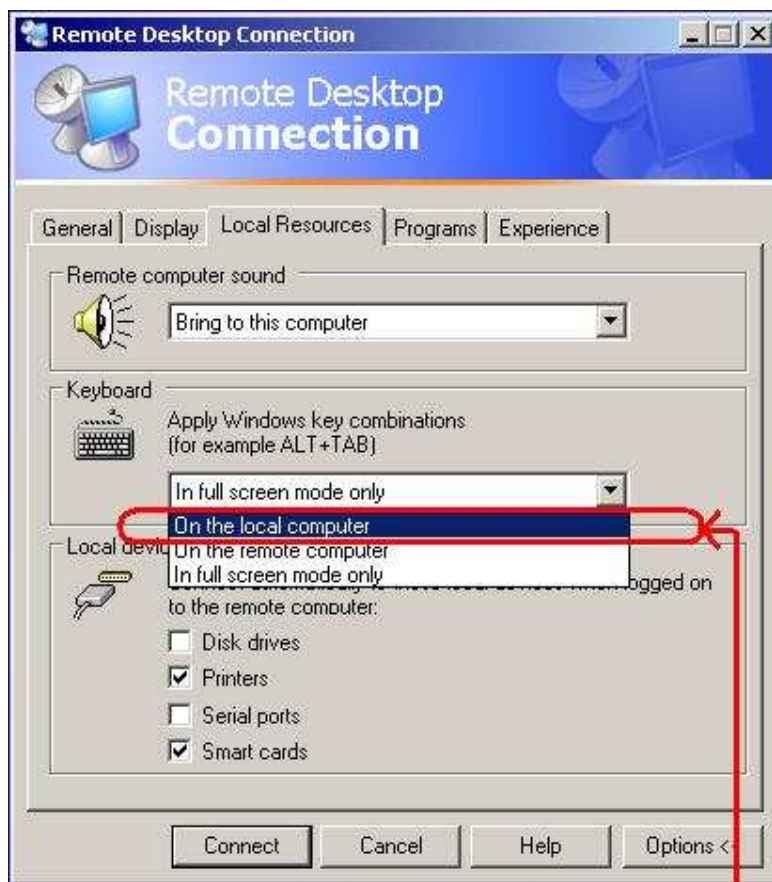 Remote Desktop Connection
Remote Desktop
Connection
General Display Local Resources Programs Experience
Remote computer sound
Bring to this computer
Keyboard
Apply Windows key combinations
(for example ALT+TAB)
In full screen mode only
On the local computer
On the remote computer
In full screen mode only
Local
logged on
to the remote computer:
Disk drives
Printers
Serial ports
Smart cards
Connect Cancel Help Options <